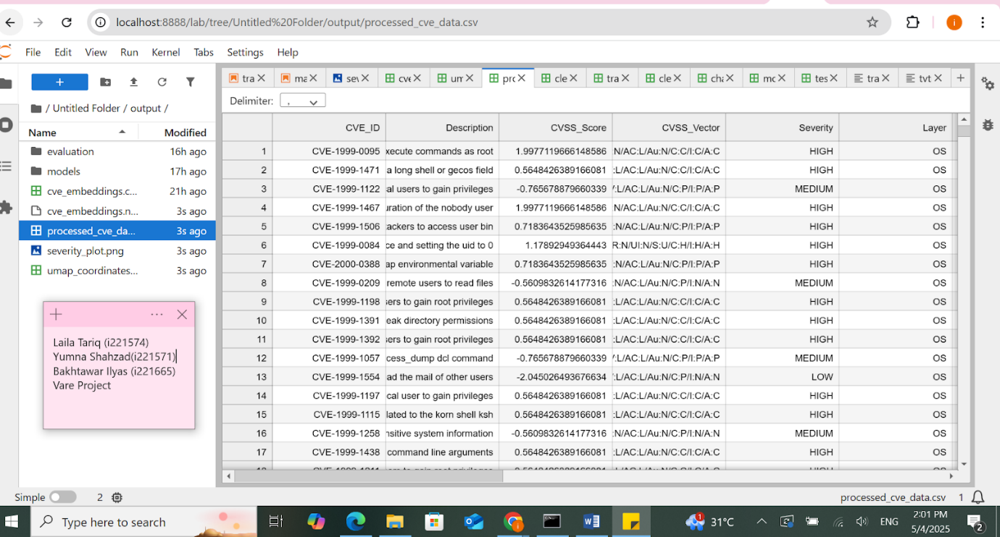 localhost:8888/lab/tree/Untitled%20Folder/output/processed_cve_data.csv
i
File Edit View Run Kernel Tabs Settings Help
+ tra ma sev cve um pro cle tra cle cha mc tes tra tvt +
Delimiter: ,
/ Untitled Folder / output /
Name Modified
evaluation 16h ago
models 17h ago
cve_embeddings.c... 21h ago
cve_embeddings.n... 3s ago
processed_cve_da... 3s ago
severity_plot.png 3s ago
umap_coordinates... 3s ago
Laila Tariq (i221574)
Yumna Shahzad(i221571)
Bakhtawar Ilyas (i221665)
Vare Project
CVE_ID Description CVSS_Score CVSS_Vector Severity Layer
1 CVE-1999-0095 xecute commands as root 1.9977119666148586 N/AC:L/Au:N/C:C/I:C/A:C HIGH OS
2 CVE-1999-1471 a long shell or gecos field 0.5648426389166081 :L/AC:L/Au:N/C:C/I:C/A:C HIGH OS
3 CVE-1999-1122 al users to gain privileges -0.765678879660339 /:L/AC:L/Au:N/C:P/I:P/A:P MEDIUM OS
4 CVE-1999-1467 uration of the nobody user 1.9977119666148586 N/AC:L/Au:N/C:C/I:C/A:C HIGH OS
5 CVE-1999-1506 ackers to access user bin 0.7183643525985635 :N/AC:L/Au:N/C:P/I:P/A:P HIGH OS
6 CVE-1999-0084 ce and setting the uid to 0 1.17892949364443 R:N/UI:N/S:U/C:H/I:H/A:H HIGH OS
7 CVE-2000-0388 ap environmental variable 0.7183643525985635 :N/AC:L/Au:N/C:P/I:P/A:P HIGH OS
8 CVE-1999-0209 remote users to read files -0.5609832614177316 :N/AC:L/Au:N/C:P/I:N/A:N MEDIUM OS
9 CVE-1999-1198 sers to gain root privileges 0.5648426389166081 :L/AC:L/Au:N/C:C/I:C/A:C HIGH OS
10 CVE-1999-1391 eak directory permissions 0.5648426389166081 :L/AC:L/Au:N/C:C/I:C/A:C HIGH OS
11 CVE-1999-1392 sers to gain root privileges 0.5648426389166081 :L/AC:L/Au:N/C:C/I:C/A:C HIGH OS
12 CVE-1999-1057 cess_dump dcl command -0.765678879660339 /:L/AC:L/Au:N/C:P/I:P/A:P MEDIUM OS
13 CVE-1999-1554 ad the mail of other users -2.045026493676634 ':L/AC:L/Au:N/C:P/I:N/A:N LOW OS
14 CVE-1999-1197 cal user to gain privileges 0.5648426389166081 :L/AC:L/Au:N/C:C/I:C/A:C HIGH OS
15 CVE-1999-1115 lated to the korn shell ksh 0.5648426389166081 :L/AC:L/Au:N/C:C/I:C/A:C HIGH OS
16 CVE-1999-1258 nsitive system information -0.5609832614177316 :N/AC:L/Au:N/C:P/I:N/A:N MEDIUM OS
17 CVE-1999-1438 command line arguments 0.5648426389166081 :L/AC:L/Au:N/C:C/I:C/A:C HIGH OS
Simple 2 processed_cve_data.csv 1
Type here to search 1 31°C ENG 2:01 PM
5/4/2025 2